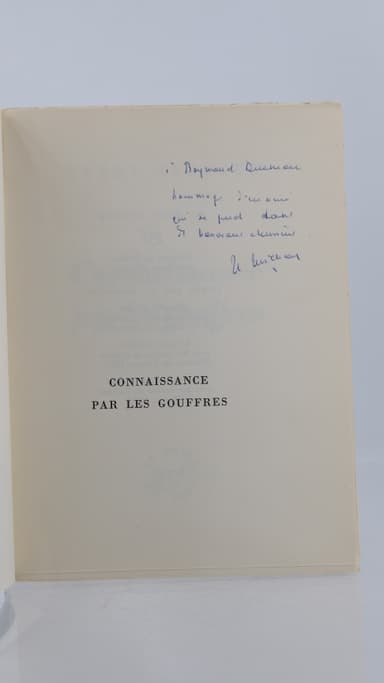 à Raymond Queneau
hommage
qui se perd dans
H. Michaux
CONNAISSANCE
PAR LES GOUFFRES